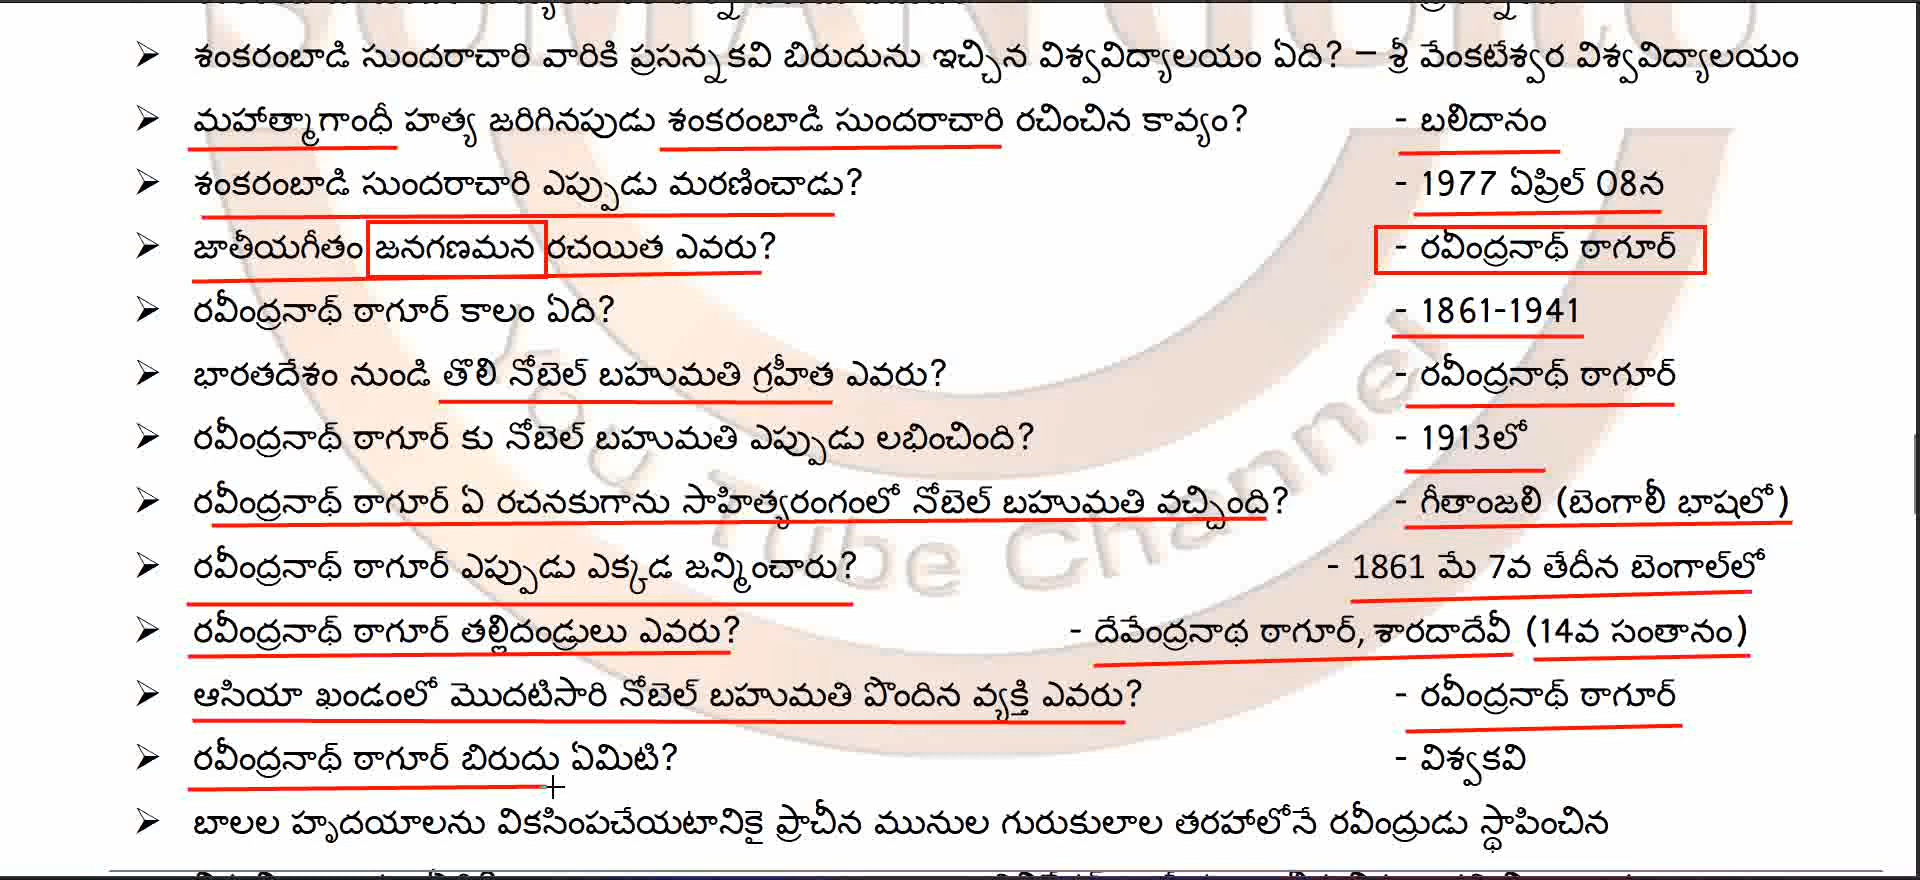 ➢ శంకరంబాడి సుందరాచారి వారికి ప్రసన్నకవి బిరుదును ఇచ్చిన విశ్వవిద్యాలయం ఏది? – శ్రీ వేంకటేశ్వర విశ్వవిద్యాలయం
➢ మహాత్మాగాంధీ హత్య జరిగినపుడు శంకరంబాడి సుందరాచారి రచించిన కావ్యం? - బలిదానం
➢ శంకరంబాడి సుందరాచారి ఎప్పుడు మరణించాడు? - 1977 ఏప్రిల్ 08న
➢ జాతీయగీతం జనగణమన రచయిత ఎవరు? - రవీంద్రనాథ్ ఠాగూర్
➢ రవీంద్రనాథ్ ఠాగూర్ కాలం ఏది? - 1861-1941
➢ భారతదేశం నుండి తొలి నోబెల్ బహుమతి గ్రహీత ఎవరు? - రవీంద్రనాథ్ ఠాగూర్
➢ రవీంద్రనాథ్ ఠాగూర్ కు నోబెల్ బహుమతి ఎప్పుడు లభించింది? - 1913లో
➢ రవీంద్రనాథ్ ఠాగూర్ ఏ రచనకుగాను సాహిత్యరంగంలో నోబెల్ బహుమతి వచ్చింది? - గీతాంజలి (బెంగాలీ భాషలో)
➢ రవీంద్రనాథ్ ఠాగూర్ ఎప్పుడు ఎక్కడ జన్మించారు? - 1861 మే 7వ తేదీన బెంగాల్‌లో
➢ రవీంద్రనాథ్ ఠాగూర్ తల్లిదండ్రులు ఎవరు? - దేవేంద్రనాథ ఠాగూర్, శారదాదేవీ (14వ సంతానం)
➢ ఆసియా ఖండంలో మొదటిసారి నోబెల్ బహుమతి పొందిన వ్యక్తి ఎవరు? - రవీంద్రనాథ్ ఠాగూర్
➢ రవీంద్రనాథ్ ఠాగూర్ బిరుదు ఏమిటి? - విశ్వకవి
➢ బాలల హృదయాలను వికసింపచేయటానికై ప్రాచీన మునుల గురుకులాల తరహాలోనే రవీంద్రుడు స్థాపించిన
You Tube Channel